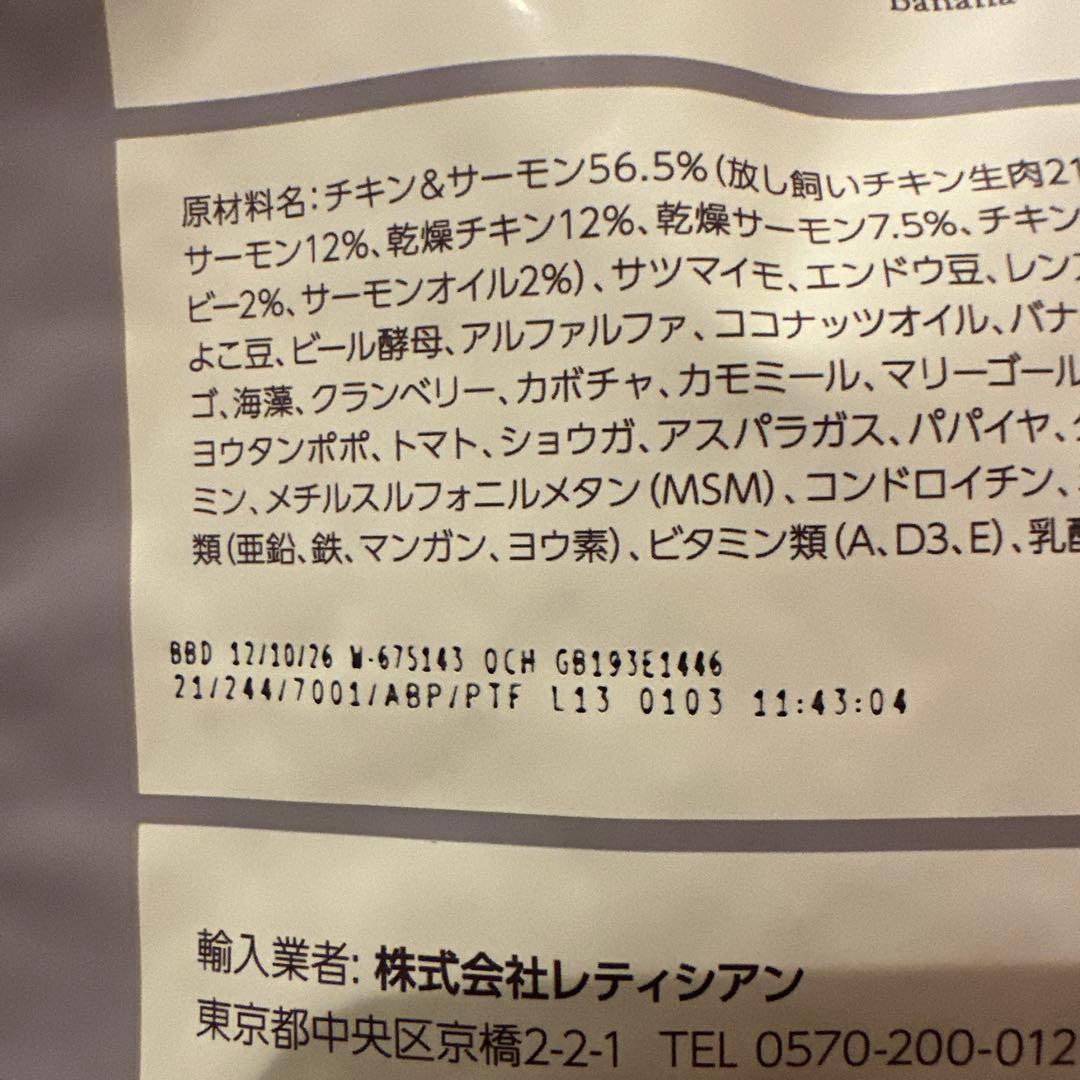 banana
原材料名：チキン&サーモン56.5%（放し飼いチキン生肉21
サーモン12%、乾燥チキン12%、乾燥サーモン7.5%、チキン
ビー2%、サーモンオイル2%）、サツマイモ、エンドウ豆、レン
よこ豆、ビール酵母、アルファルファ、ココナッツオイル、バナ
ゴ、海藻、クランベリー、カボチャ、カモミール、マリーゴール
ヨウタンポポ、トマト、ショウガ、アスパラガス、パパイヤ、
ミン、メチルスルフォニルメタン（MSM）、コンドロイチン、
類（亜鉛、鉄、マンガン、ヨウ素）、ビタミン類（A、D3、E）、乳酸
BBD 12/10/26 W-675143 OCH GB193E1446
21/244/7001/ABP/PTF L13 0103 11:43:04
輸入業者: 株式会社レティシアン
東京都中央区京橋2-2-1 TEL 0570-200-012